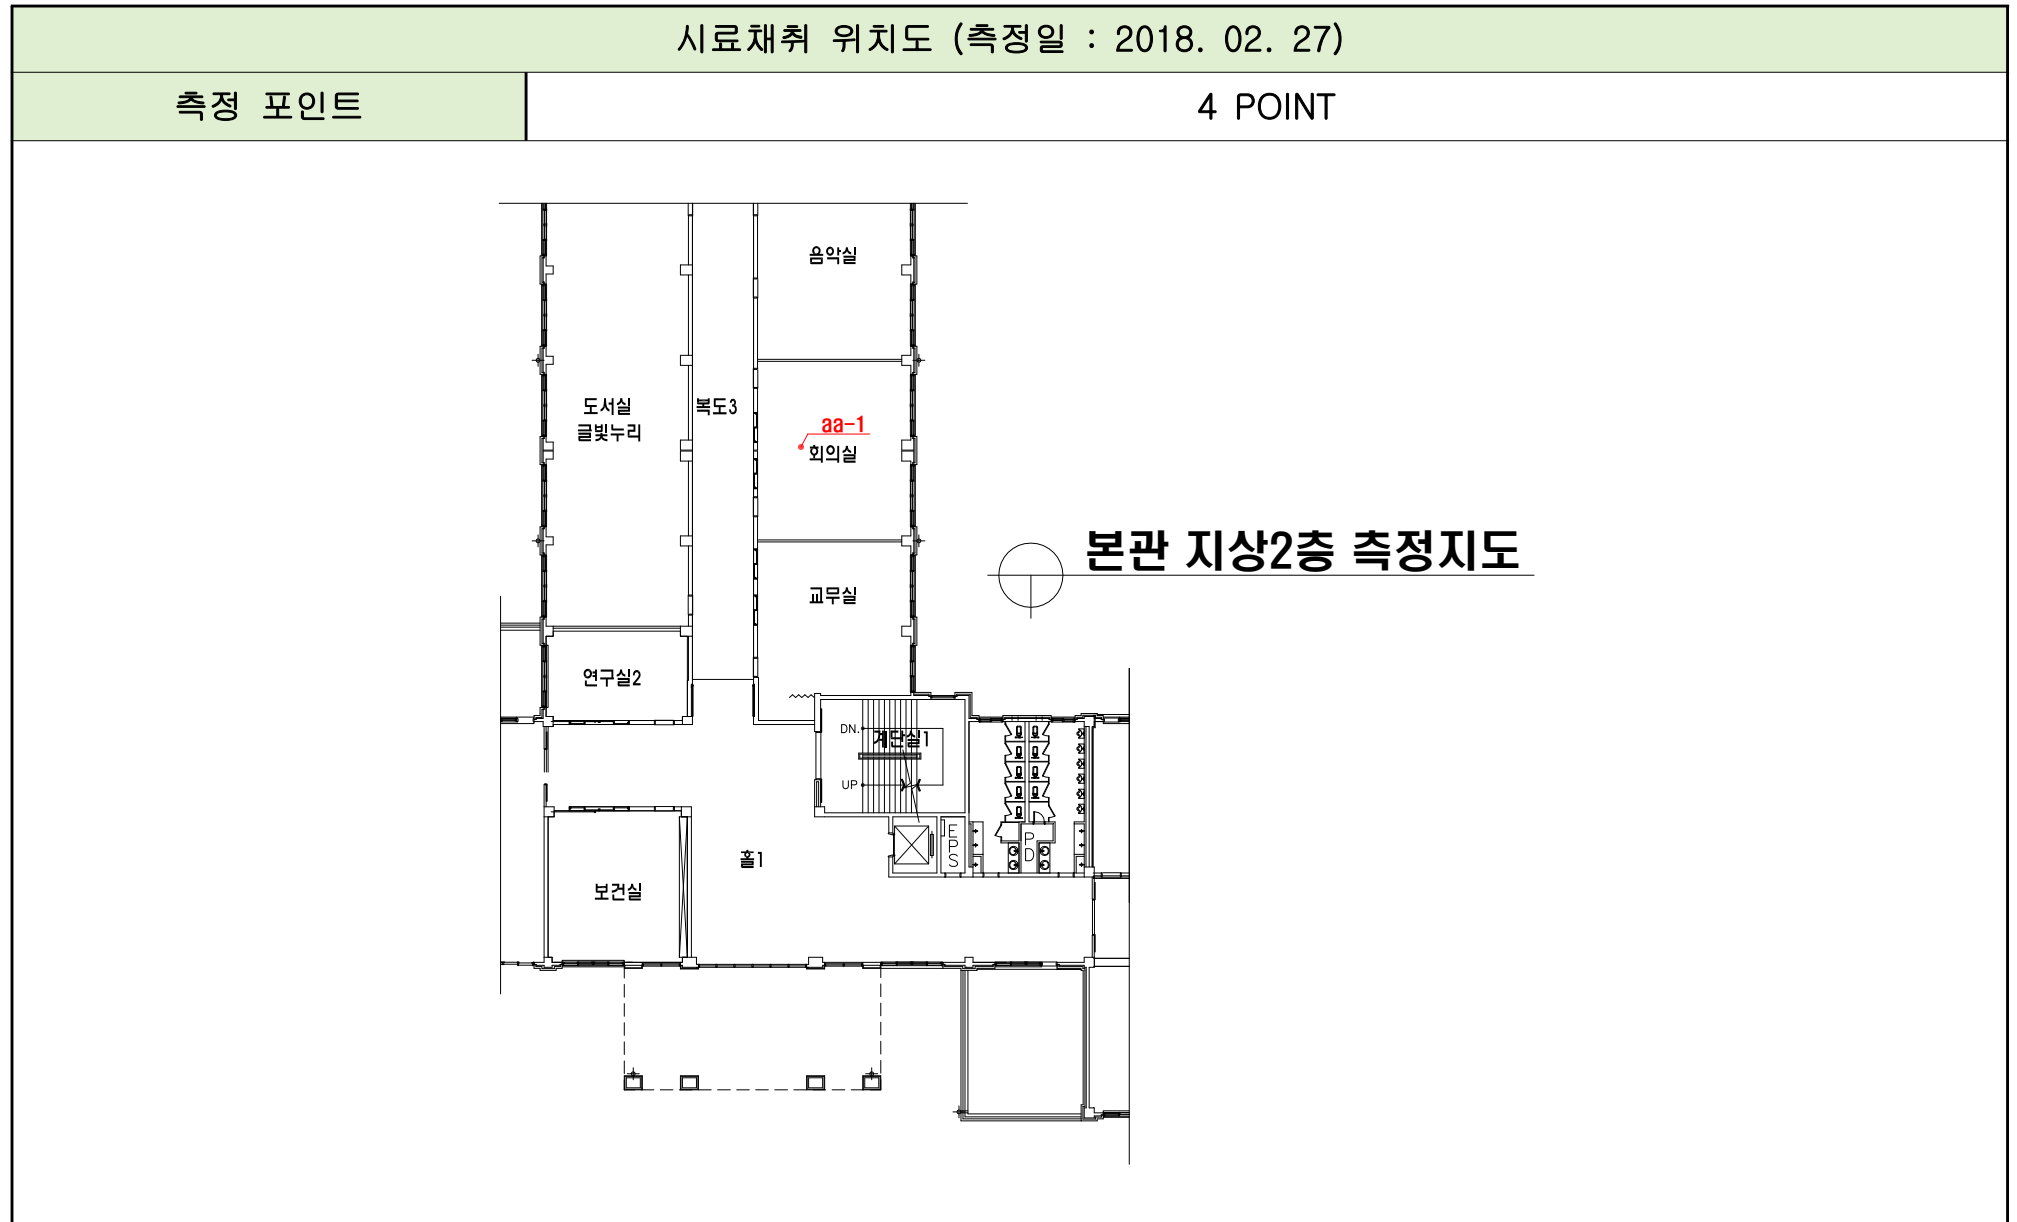 시료채취 위치도 (측정일 : 2018. 02. 27)
측정 포인트
4 POINT
음악실
도서실
글빛누리
복도3
aa-1
회의실
본관 지상2층 측정지도
교무실
연구실2
DN.
계단실1
UP
EPS
PD
홀1
보건실